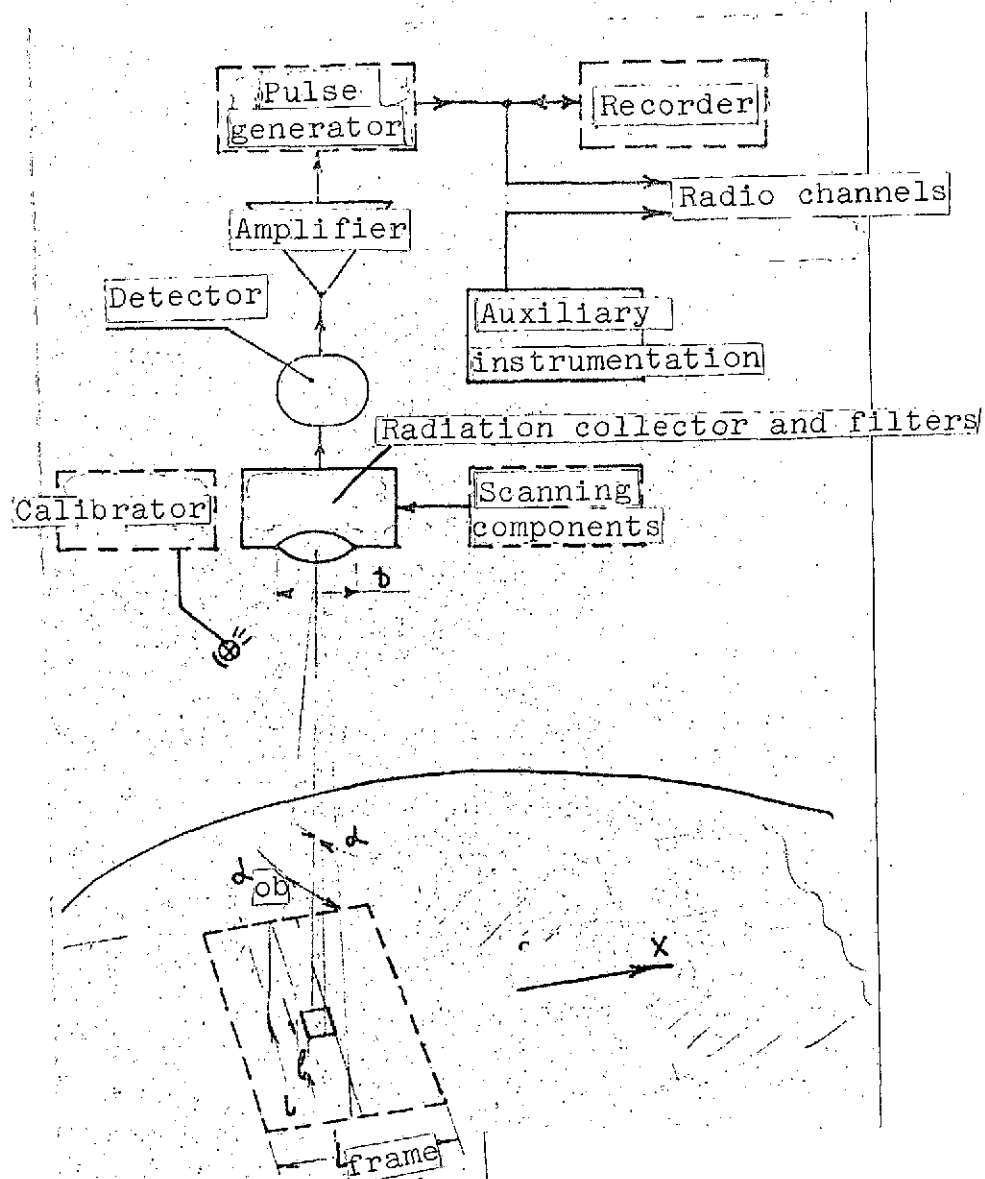 Pulse
generator
Recorder
Radio channels
Amplifier
Detector
Auxiliary
instrumentation
Radiation collector and filters
Calibrator
Scanning
components
D
α
α ob
X
l
L frame